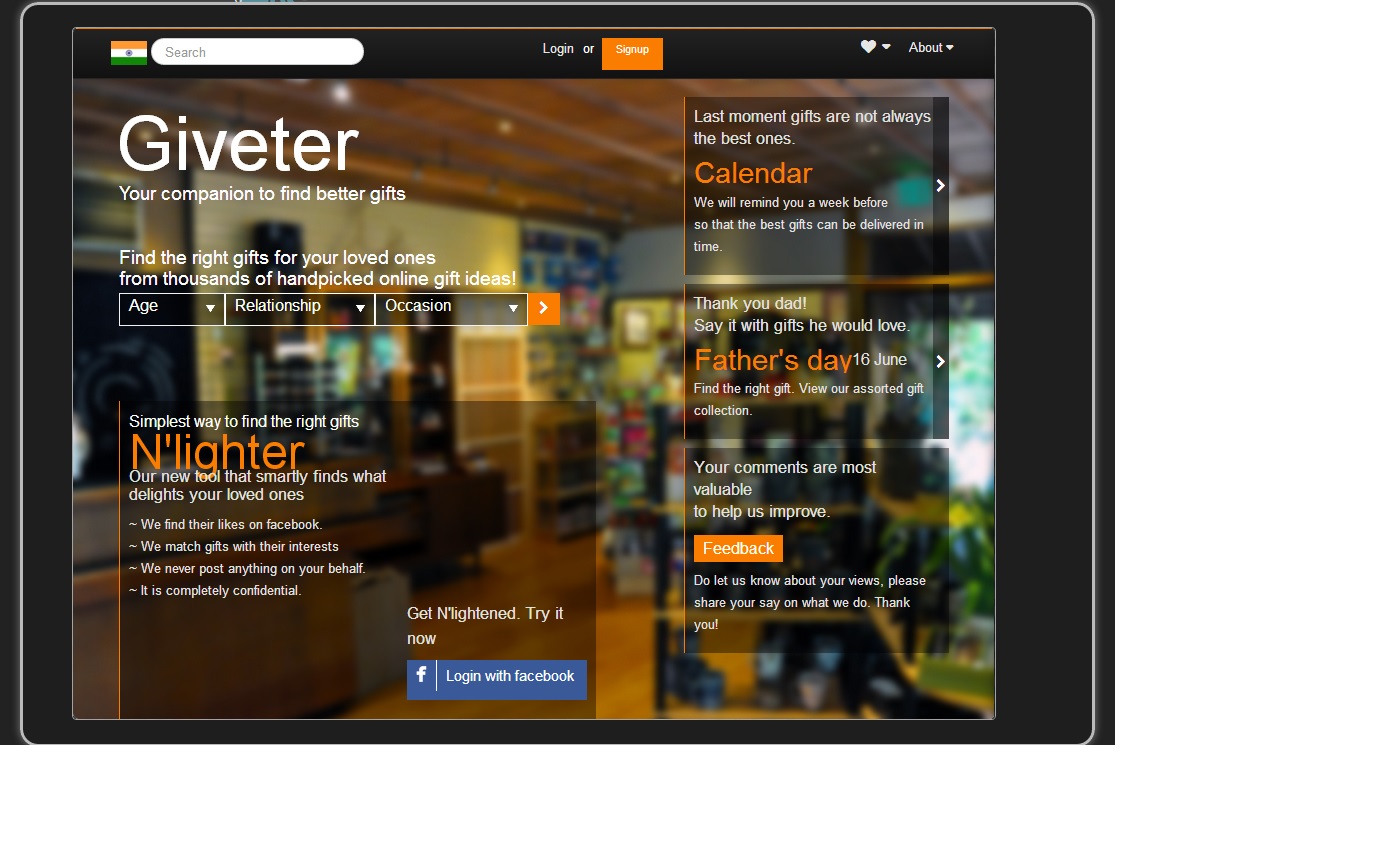 Search
Login or Signup
About
Giveter
Your companion to find better gifts
Find the right gifts for your loved ones
from thousands of handpicked online gift ideas!
Age Relationship Occasion
Simplest way to find the right gifts
N'lighter
Our new tool that smartly finds what
delights your loved ones
~ We find their likes on facebook.
~ We match gifts with their interests
~ We never post anything on your behalf.
~ It is completely confidential.
Get N'lightened. Try it
now
f Login with facebook
Last moment gifts are not always
the best ones.
Calendar
We will remind you a week before
so that the best gifts can be delivered in
time.
Thank you dad!
Say it with gifts he would love.
Father's day 16 June
Find the right gift. View our assorted gift
collection.
Your comments are most
valuable
to help us improve.
Feedback
Do let us know about your views, please
share your say on what we do. Thank
you!